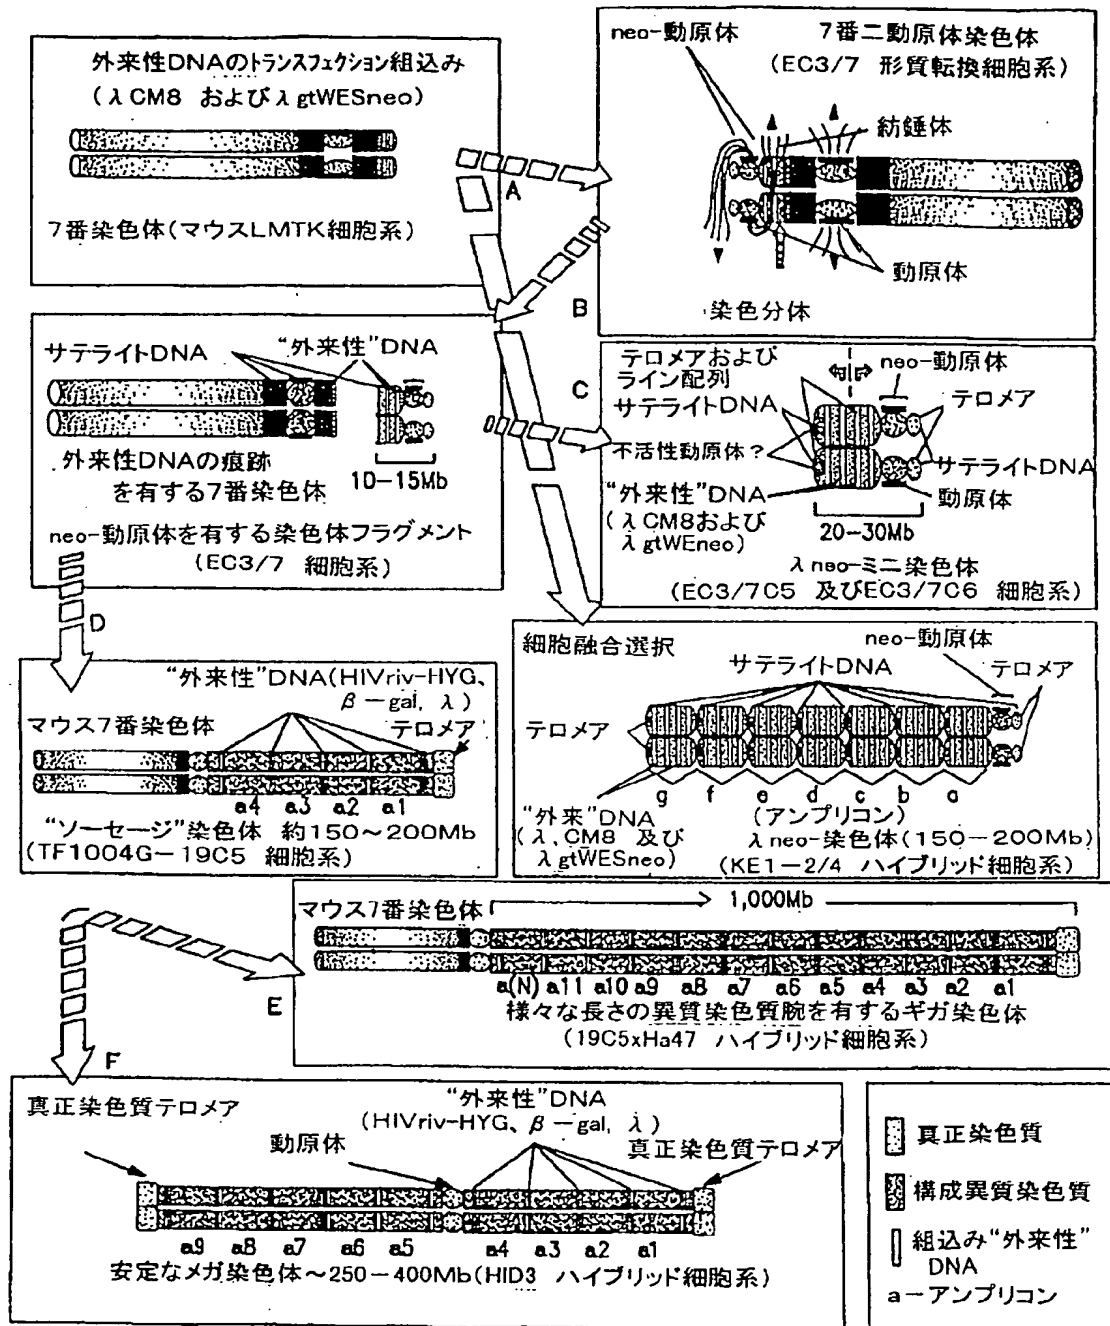 外来性DNAのトランスフェクション組込み
(λCM8 およびλgtWESneo)
7番染色体(マウスLMTK細胞系)
A
neo-動原体
7番二動原体染色体
(EC3/7 形質転換細胞系)
紡錘体
動原体
染色分体
B
サテライトDNA
“外来性”DNA
外来性DNAの痕跡
を有する7番染色体
10-15Mb
neo-動原体を有する染色体フラグメント
(EC3/7 細胞系)
C
テロメアおよび
ライン配列
サテライトDNA
不活性動原体?
“外来性”DNA
(λCM8および
λgtWEneo)
neo-動原体
テロメア
サテライトDNA
動原体
20-30Mb
λneo-ミニ染色体
(EC3/7C5 及びEC3/7C6 細胞系)
D
“外来性”DNA(HIVriv-HYG、
β-gal, λ)
マウス7番染色体
テロメア
a4 a3 a2 a1
“ソーセージ”染色体 約150~200Mb
(TF1004G-19C5 細胞系)
細胞融合選択
neo-動原体
サテライトDNA
テロメア
テロメア
g f e d c b a
“外来”DNA
(λ, CM8 及び
λgtWESneo)
(アンプリコン)
λneo-染色体(150-200Mb)
(KE1-2/4 ハイブリッド細胞系)
E
マウス7番染色体
> 1,000Mb
a(N) a11 a10 a9 a8 a7 a6 a5 a4 a3 a2 a1
様々な長さの異質染色質腕を有するギガ染色体
(19C5xHa47 ハイブリッド細胞系)
F
真正染色質テロメア
“外来性”DNA
(HIVriv-HYG、β-gal, λ)
動原体
真正染色質テロメア
a9 a8 a7 a6 a5 a4 a3 a2 a1
安定なメガ染色体~250-400Mb(HID3 ハイブリッド細胞系)
真正染色質
構成異質染色質
組込み“外来性”
DNA
a-アンプリコン